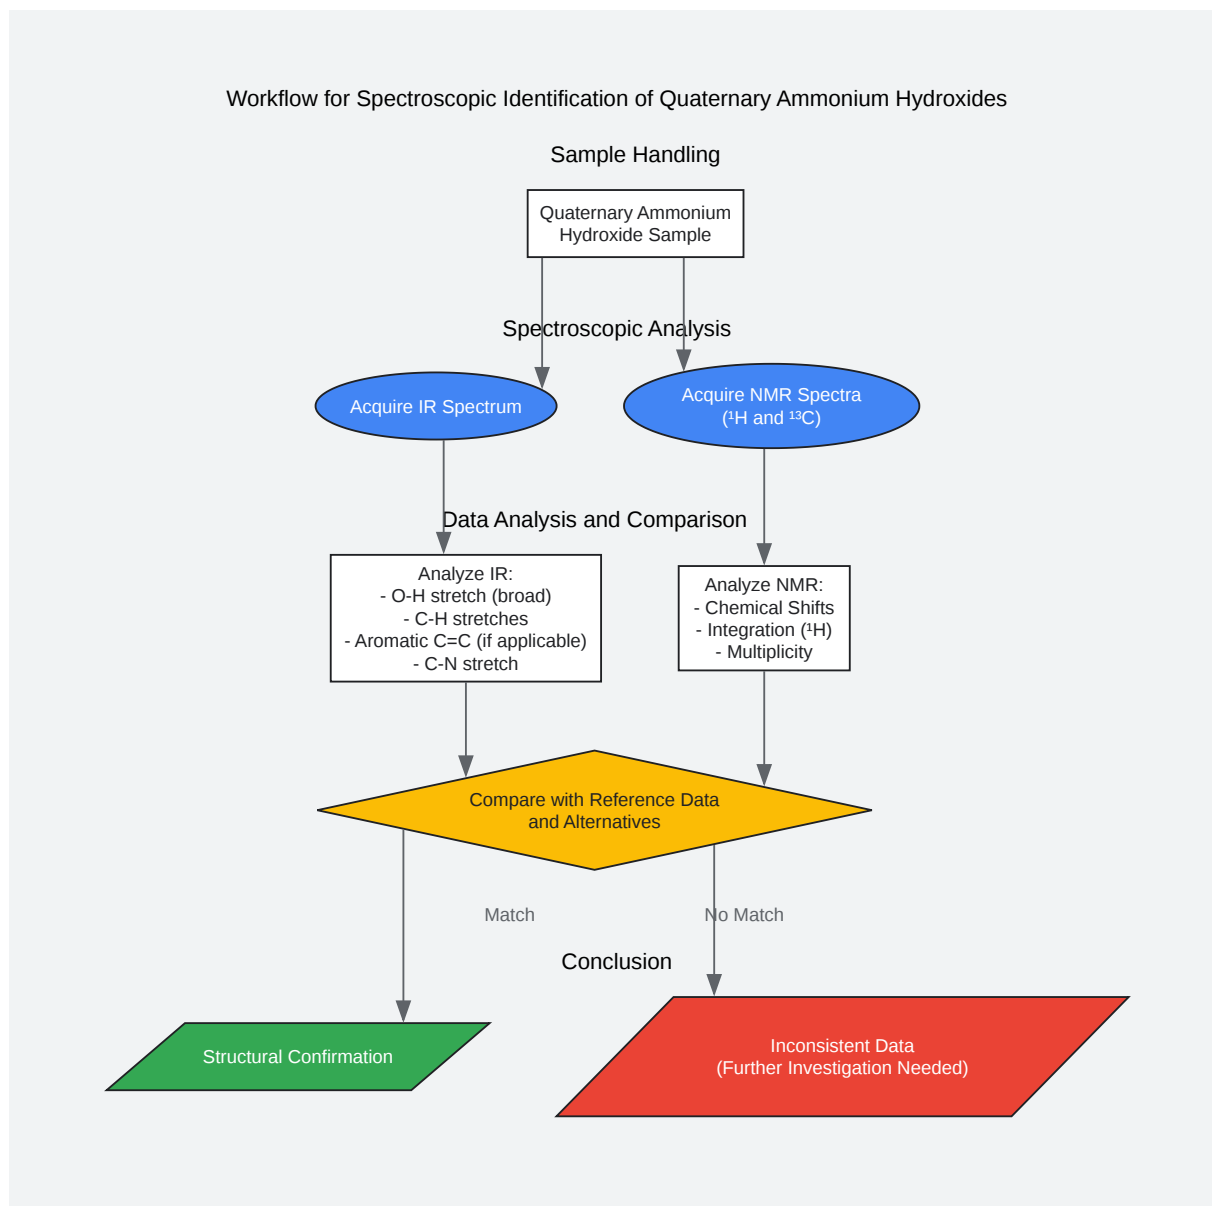 Workflow for Spectroscopic Identification of Quaternary Ammonium Hydroxides
Sample Handling
Quaternary Ammonium
Hydroxide Sample
Spectroscopic Analysis
Acquire IR Spectrum
Acquire NMR Spectra
(¹H and ¹³C)
Data Analysis and Comparison
Analyze IR:
- O-H stretch (broad)
- C-H stretches
- Aromatic C=C (if applicable)
- C-N stretch
Analyze NMR:
- Chemical Shifts
- Integration (¹H)
- Multiplicity
Compare with Reference Data
and Alternatives
Match
No Match
Conclusion
Structural Confirmation
Inconsistent Data
(Further Investigation Needed)